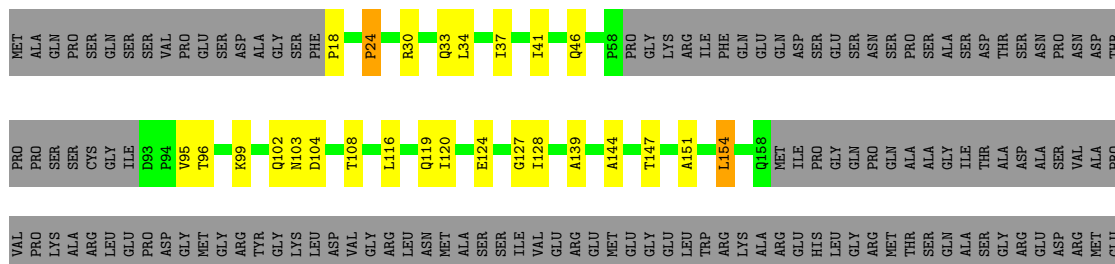 MET ALA GLN PRO SER GLN SER SER VAL PRO GLU SER ASP ALA GLY SER PHE P18 P24 R30 Q33 L34 I37 I41 Q46 P58 PRO GLY LYS ARG ILE PHE GLN GLU GLN ASP SER GLU SER ASN SER PRO SER ALA SER ASP THR SER ASN PRO ASN ASP THR
PRO PRO SER SER CYS GLY ILE D93 P94 V95 T96 K99 Q102 N103 D104 T108 L116 Q119 I120 E124 G127 I128 A139 A144 T147 A151 L154 Q158 MET ILE PRO GLY GLN PRO GLN ALA ALA GLY ILE THR ALA ASP ALA SER VAL ALA PRO
VAL PRO LYS ALA ARG LEU GLU PRO ASP GLY MET GLY ARG TYR GLY LYS LEU ASP VAL GLY ARG LEU ASN MET ALA SER SER ILE VAL GLU ARG GLU MET GLU GLY GLU LEU TRP ARG LYS ALA ARG GLU HIS LEU GLY ARG MET THR SER GLN ALA SER GLY ARG GLU ASP ARG MET GLU